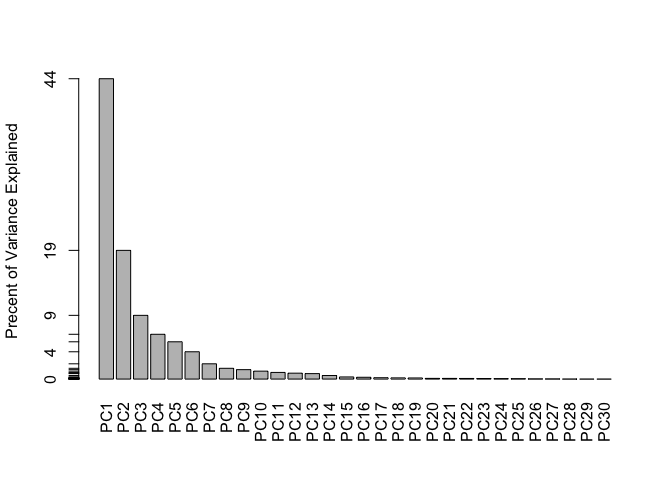 Precent of Variance Explained
44
19
9
4
0
PC1
PC2
PC3
PC4
PC5
PC6
PC7
PC8
PC9
PC10
PC11
PC12
PC13
PC14
PC15
PC16
PC17
PC18
PC19
PC20
PC21
PC22
PC23
PC24
PC25
PC26
PC27
PC28
PC29
PC30